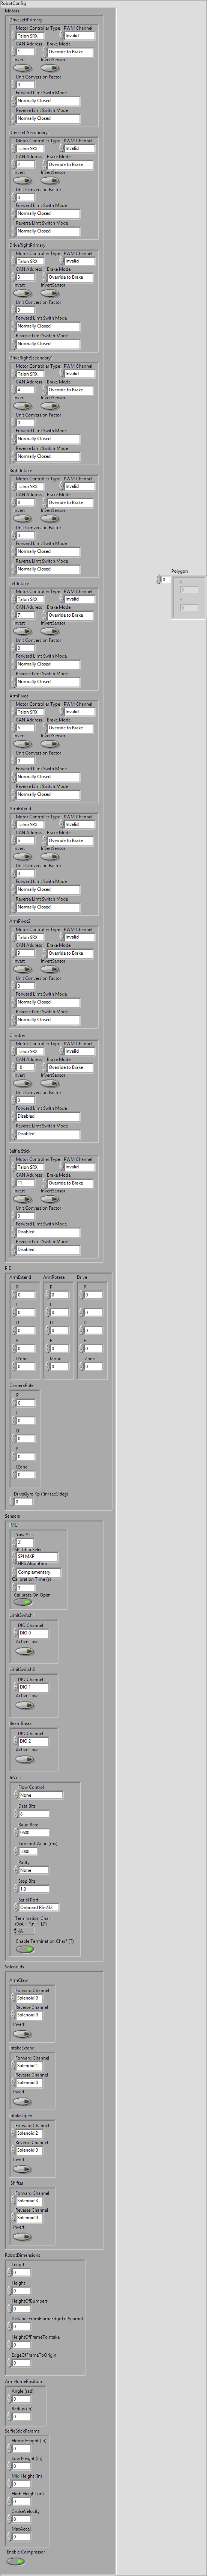 RobotConfig
Motors
DriveLeftPrimary
Motor Controller Type PWM Channel
Talon SRX Invalid
CAN Address Brake Mode
1 Override to Brake
Invert InvertSensor
Unit Conversion Factor
0
Forward Limt Swith Mode
Normally Closed
Reverse Limit Switch Mode
Normally Closed
DriveLeftSecondary1
Motor Controller Type PWM Channel
Talon SRX Invalid
CAN Address Brake Mode
2 Override to Brake
Invert InvertSensor
Unit Conversion Factor
0
Forward Limt Swith Mode
Normally Closed
Reverse Limit Switch Mode
Normally Closed
DriveRightPrimary
Motor Controller Type PWM Channel
Talon SRX Invalid
CAN Address Brake Mode
3 Override to Brake
Invert InvertSensor
Unit Conversion Factor
0
Forward Limt Swith Mode
Normally Closed
Reverse Limit Switch Mode
Normally Closed
DriveRightSecondary1
Motor Controller Type PWM Channel
Talon SRX Invalid
CAN Address Brake Mode
4 Override to Brake
Invert InvertSensor
Unit Conversion Factor
0
Forward Limt Swith Mode
Normally Closed
Reverse Limit Switch Mode
Normally Closed
RightIntake
Motor Controller Type PWM Channel
Talon SRX Invalid
CAN Address Brake Mode
8 Override to Brake
Invert InvertSensor
Unit Conversion Factor
0
Forward Limt Swith Mode
Normally Closed
Reverse Limit Switch Mode
Normally Closed
Polygon
0
0
0
LeftIntake
Motor Controller Type PWM Channel
Talon SRX Invalid
CAN Address Brake Mode
7 Override to Brake
Invert InvertSensor
Unit Conversion Factor
0
Forward Limt Swith Mode
Normally Closed
Reverse Limit Switch Mode
Normally Closed
ArmPivot
Motor Controller Type PWM Channel
Talon SRX Invalid
CAN Address Brake Mode
5 Override to Brake
Invert InvertSensor
Unit Conversion Factor
0
Forward Limt Swith Mode
Normally Closed
Reverse Limit Switch Mode
Normally Closed
ArmExtend
Motor Controller Type PWM Channel
Talon SRX Invalid
CAN Address Brake Mode
6 Override to Brake
Invert InvertSensor
Unit Conversion Factor
0
Forward Limt Swith Mode
Normally Closed
Reverse Limit Switch Mode
Normally Closed
ArmPivot2
Motor Controller Type PWM Channel
Talon SRX Invalid
CAN Address Brake Mode
9 Override to Brake
Invert InvertSensor
Unit Conversion Factor
0
Forward Limt Swith Mode
Normally Closed
Reverse Limit Switch Mode
Normally Closed
Climber
Motor Controller Type PWM Channel
Talon SRX Invalid
CAN Address Brake Mode
10 Override to Brake
Invert InvertSensor
Unit Conversion Factor
0
Forward Limt Swith Mode
Disabled
Reverse Limit Switch Mode
Disabled
Selfie Stick
Motor Controller Type PWM Channel
Talon SRX Invalid
CAN Address Brake Mode
11 Override to Brake
Invert InvertSensor
Unit Conversion Factor
0
Forward Limt Swith Mode
Disabled
Reverse Limit Switch Mode
Disabled
PID
ArmExtend ArmRotate Drive
P P P
0 0 0
I I I
0 0 0
D D D
0 0 0
F F F
0 0 0
IZone IZone IZone
0 0 0
CameraPole
P
0
I
0
D
0
F
0
IZone
0
DriveGyro Kp ((in/sec)/deg)
0
Sensors
IMU
Yaw Axis
Z
SPI Chip Select
SPI MXP
AHRS Algorithm
Complementary
Calibration Time (s)
3
Calibrate On Open
LimitSwitch1
DIO Channel
DIO 0
Active Low
LimitSwitch2
DIO Channel
DIO 1
Active Low
BeamBreak
DIO Channel
DIO 2
Active Low
Flow Control
None
Data Bits
8
Baud Rate
9600
Timeout Value (ms)
Parity
None
Stop Bits
1.0
Serial Port
Onboard RS-232
Termination Char
Enable Termination Char? (T)
Solenoids
ArmClaw
Forward Channel
Solenoid 0
Reverse Channel
Solenoid 0
Invert
IntakeExtend
Forward Channel
Solenoid 1
Reverse Channel
Solenoid 0
Invert
IntakeOpen
Forward Channel
Solenoid 2
Reverse Channel
Solenoid 0
Invert
Shifter
Forward Channel
Solenoid 3
Reverse Channel
Solenoid 0
Invert
RobotDimensions
Length
0
Height
0
HeightOfBumpers
0
DistanceFromFrameEdgeToPyramid
0
HeightOfFrameToIntake
0
EdgeOfFrameToOrigin
0
ArmHomePosition
Angle (rad)
0
Radius (in)
0
SelfieStickParams
Home Height (in)
0
Low Height (in)
0
Mid Height (in)
0
High Height (in)
0
CruiseVelocity
0
MaxAccel
0
Enable Compressor